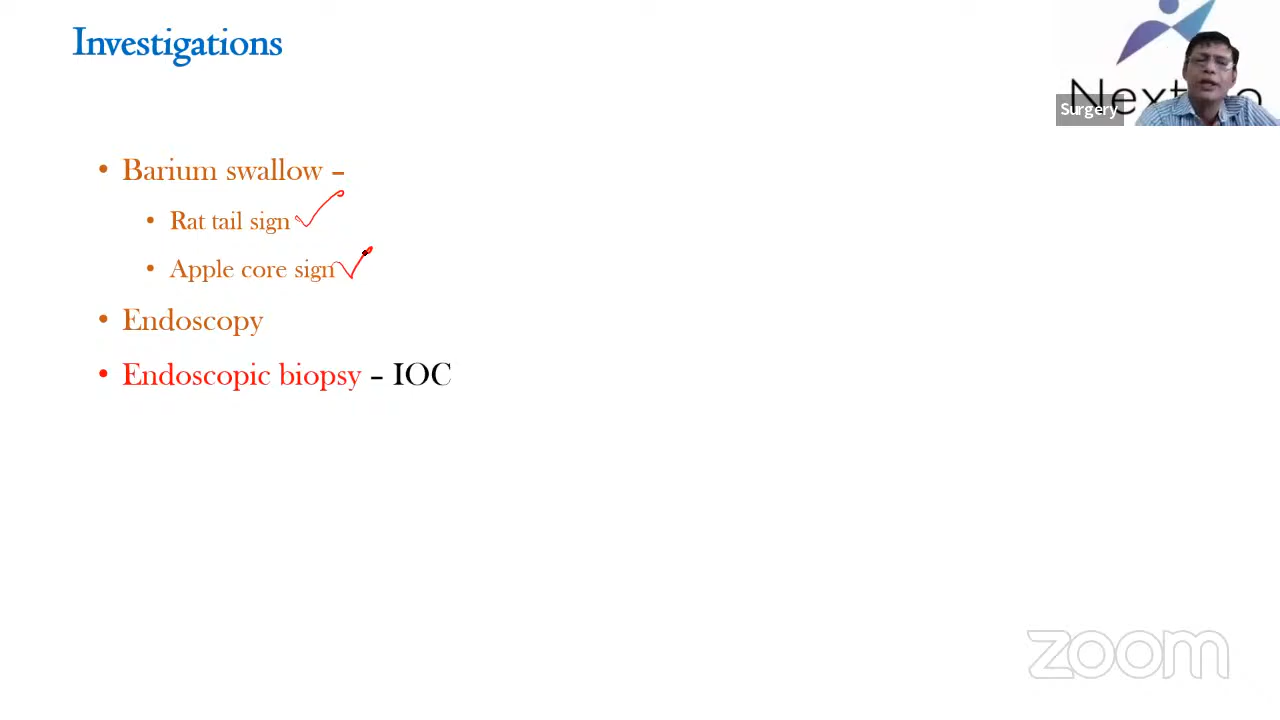 Investigations
Surgery
• Barium swallow –
• Rat tail sign
• Apple core sign
• Endoscopy
• Endoscopic biopsy – IOC
zoom